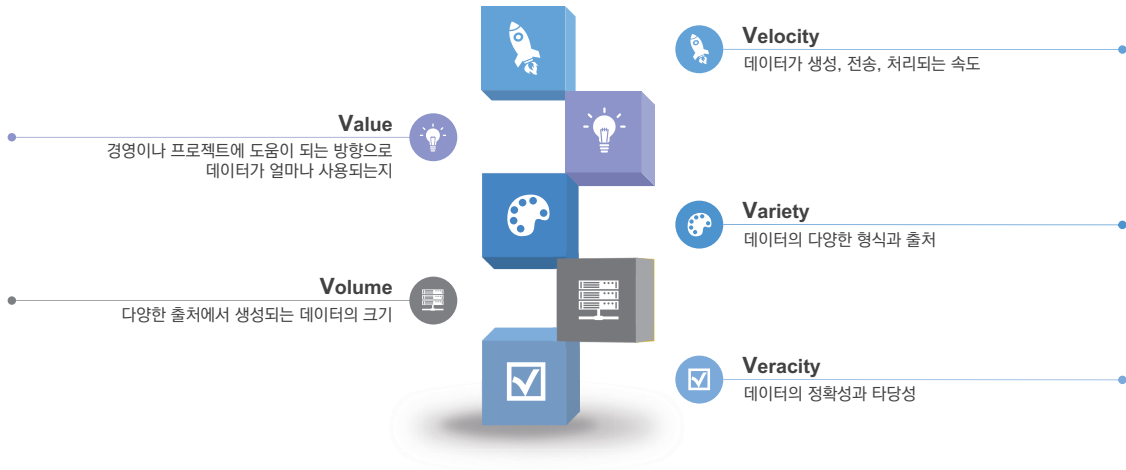 Velocity
데이터가 생성, 전송, 처리되는 속도
Value
경영이나 프로젝트에 도움이 되는 방향으로
데이터가 얼마나 사용되는지
Variety
데이터의 다양한 형식과 출처
Volume
다양한 출처에서 생성되는 데이터의 크기
Veracity
데이터의 정확성과 타당성